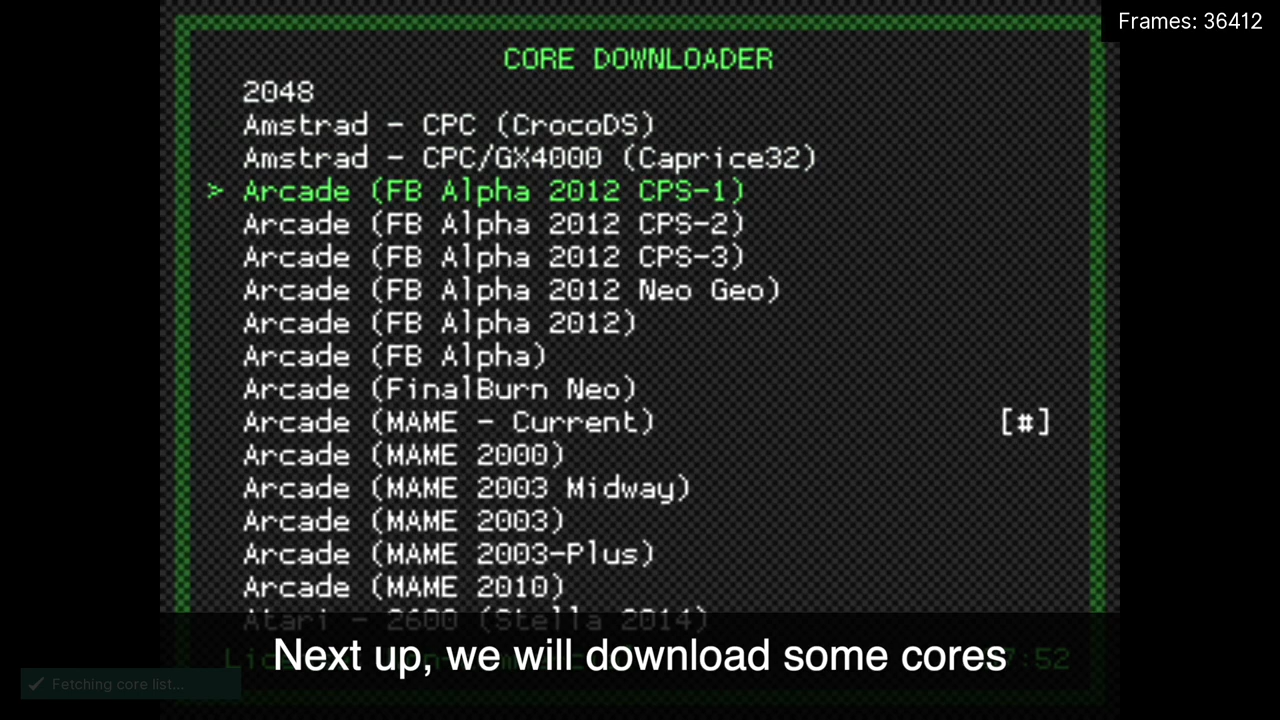 Frames: 36412
CORE DOWNLOADER
2048
Amstrad - CPC (CrocoDS)
Amstrad - CPC/GX4000 (Caprice32)
> Arcade (FB Alpha 2012 CPS-1)
Arcade (FB Alpha 2012 CPS-2)
Arcade (FB Alpha 2012 CPS-3)
Arcade (FB Alpha 2012 Neo Geo)
Arcade (FB Alpha 2012)
Arcade (FB Alpha)
Arcade (FinalBurn Neo)
Arcade (MAME - Current) [#]
Arcade (MAME 2000)
Arcade (MAME 2003 Midway)
Arcade (MAME 2003)
Arcade (MAME 2003-Plus)
Arcade (MAME 2010)
Atari - 2600 (Stella 2014)
Next up, we will download some cores
Fetching core list...